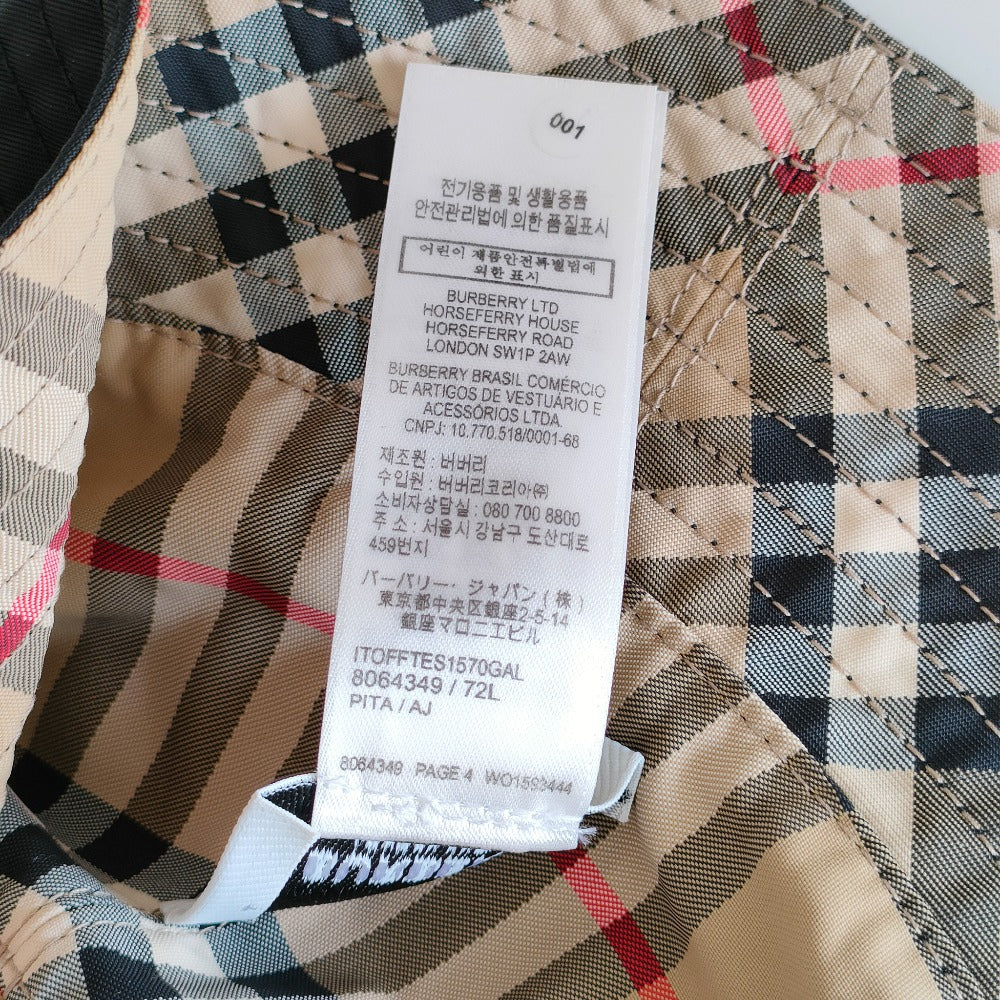 001
전기용품 및 생활용품
안전관리법에 의한 품질표시
어린이 제품안전특별법에
의한 표시
BURBERRY LTD
HORSEFERRY HOUSE
HORSEFERRY ROAD
LONDON SW1P 2AW
BURBERRY BRASIL COMÉRCIO
DE ARTIGOS DE VESTUARIO E
ACESSÓRIOS LTDA.
CNPJ: 10.770.518/0001-68
제조원 : 버버리
수입원 : 버버리코리아㈜
소비자상담실 : 080 700 8800
주 소 : 서울시 강남구 도산대로
459번지
バーバリー・ジャパン(株)
東京都中央区銀座2-5-14
銀座マロニエビル
ITOFFTES1570GAL
8064349 / 72L
PITA / AJ
8064349 PAGE 4 WO1593444